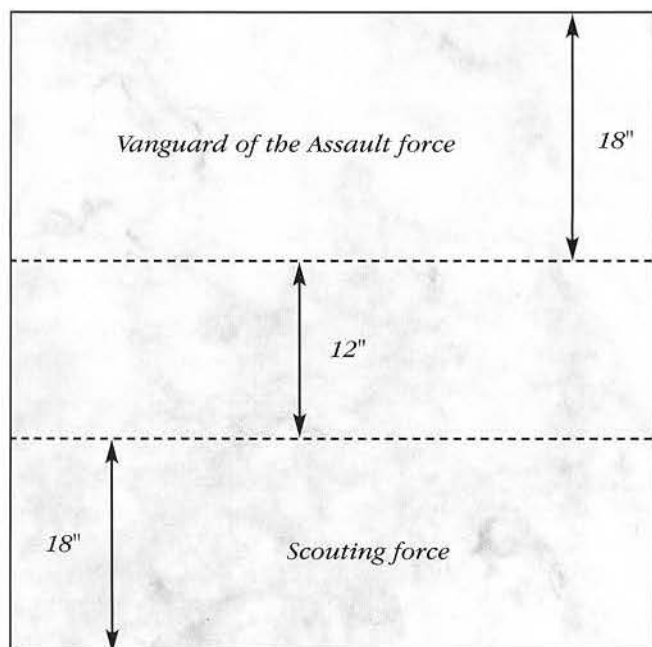 Vanguard of the Assault force
18"
12"
18"
Scouting force